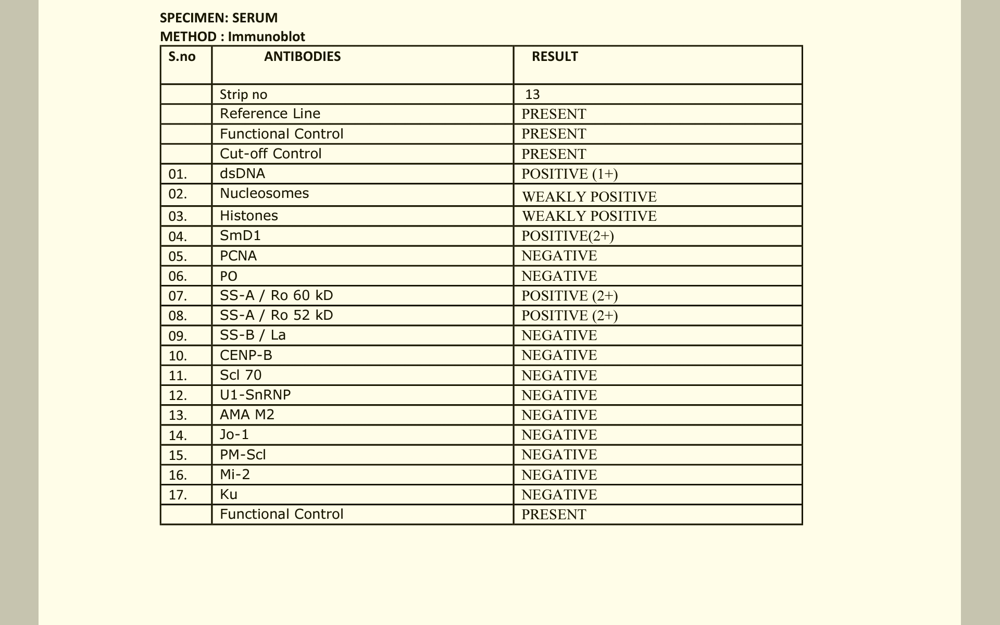 SPECIMEN: SERUM
METHOD : Immunoblot
S.no ANTIBODIES RESULT
Strip no 13
Reference Line PRESENT
Functional Control PRESENT
Cut-off Control PRESENT
01. dsDNA POSITIVE (1+)
02. Nucleosomes WEAKLY POSITIVE
03. Histones WEAKLY POSITIVE
04. SmD1 POSITIVE(2+)
05. PCNA NEGATIVE
06. PO NEGATIVE
07. SS-A / Ro 60 kD POSITIVE (2+)
08. SS-A / Ro 52 kD POSITIVE (2+)
09. SS-B / La NEGATIVE
10. CENP-B NEGATIVE
11. Scl 70 NEGATIVE
12. U1-SnRNP NEGATIVE
13. AMA M2 NEGATIVE
14. Jo-1 NEGATIVE
15. PM-Scl NEGATIVE
16. Mi-2 NEGATIVE
17. Ku NEGATIVE
Functional Control PRESENT